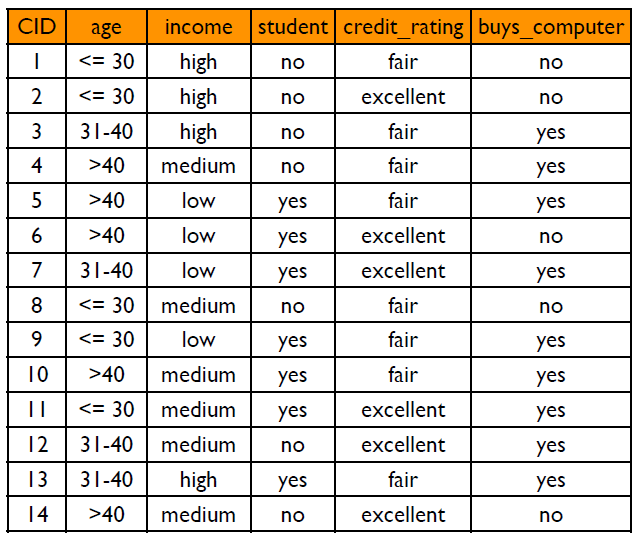 CID age income student credit_rating buys_computer
1 <= 30 high no fair no
2 <= 30 high no excellent no
3 31-40 high no fair yes
4 >40 medium no fair yes
5 >40 low yes fair yes
6 >40 low yes excellent no
7 31-40 low yes excellent yes
8 <= 30 medium no fair no
9 <= 30 low yes fair yes
10 >40 medium yes fair yes
11 <= 30 medium yes excellent yes
12 31-40 medium no excellent yes
13 31-40 high yes fair yes
14 >40 medium no excellent no